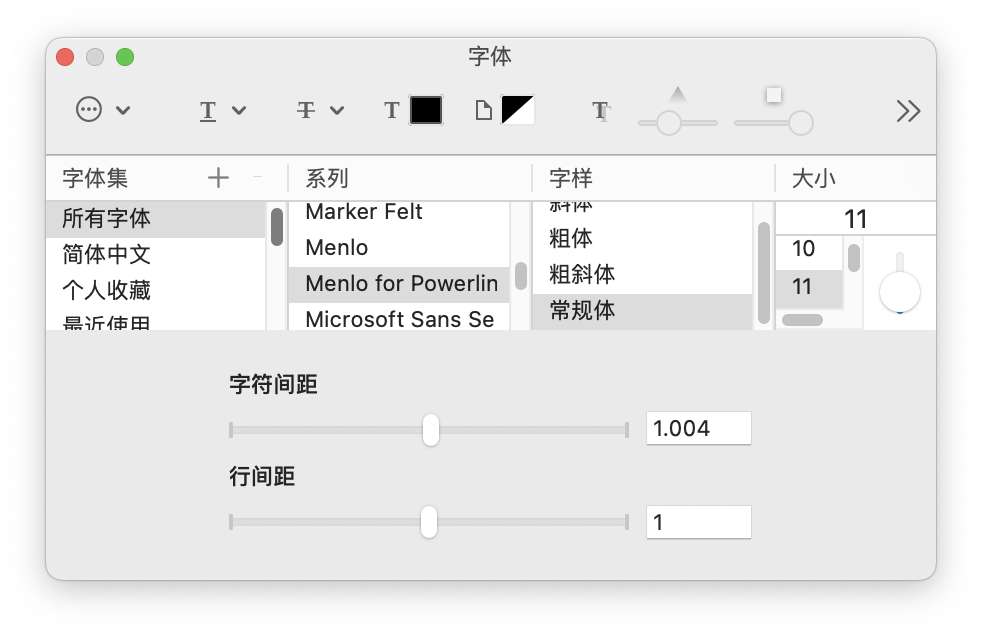 字体
T T T T
字体集 系列 字样 大小
所有字体
简体中文
个人收藏
最近使用
Marker Felt
Menlo
Menlo for Powerlin
Microsoft Sans Se
斜体
粗体
粗斜体
常规体
11
10
11
字符间距
1.004
行间距
1